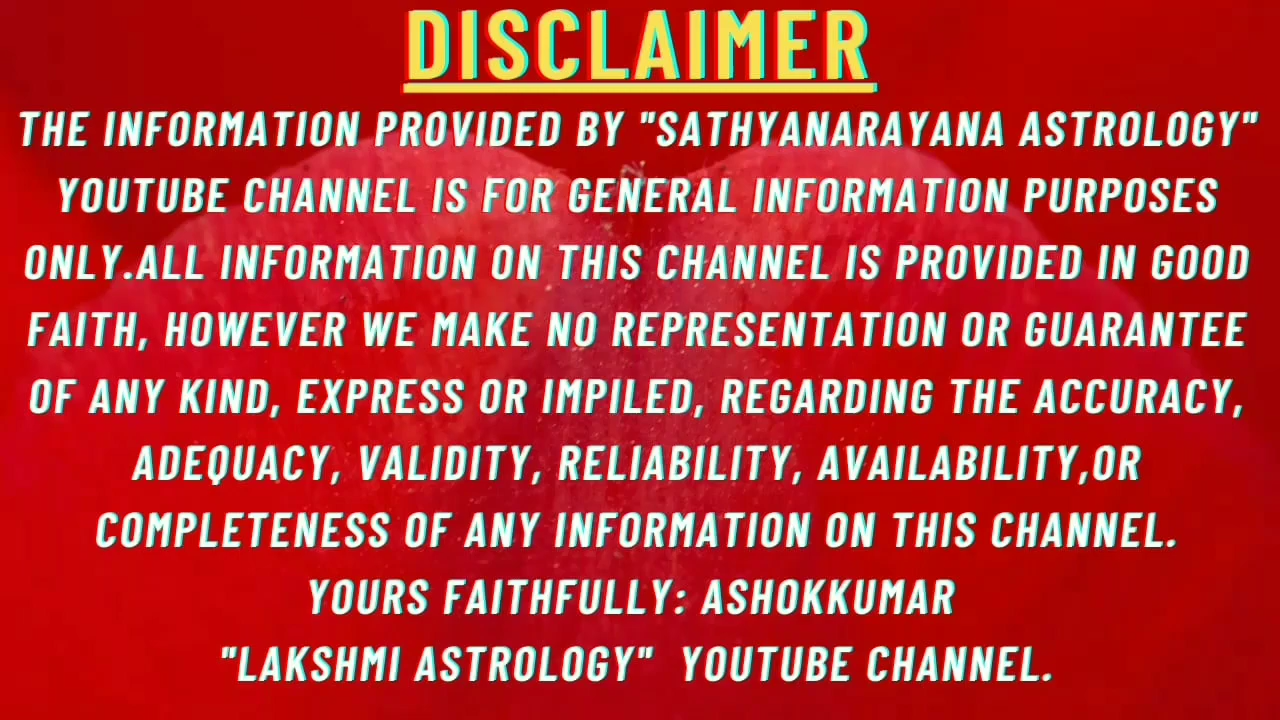 DISCLAIMER
THE INFORMATION PROVIDED BY "SATHYANARAYANA ASTROLOGY"
YOUTUBE CHANNEL IS FOR GENERAL INFORMATION PURPOSES
ONLY.ALL INFORMATION ON THIS CHANNEL IS PROVIDED IN GOOD
FAITH, HOWEVER WE MAKE NO REPRESENTATION OR GUARANTEE
OF ANY KIND, EXPRESS OR IMPILED, REGARDING THE ACCURACY,
ADEQUACY, VALIDITY, RELIABILITY, AVAILABILITY,OR
COMPLETENESS OF ANY INFORMATION ON THIS CHANNEL.
YOURS FAITHFULLY: ASHOKKUMAR
"LAKSHMI ASTROLOGY" YOUTUBE CHANNEL.